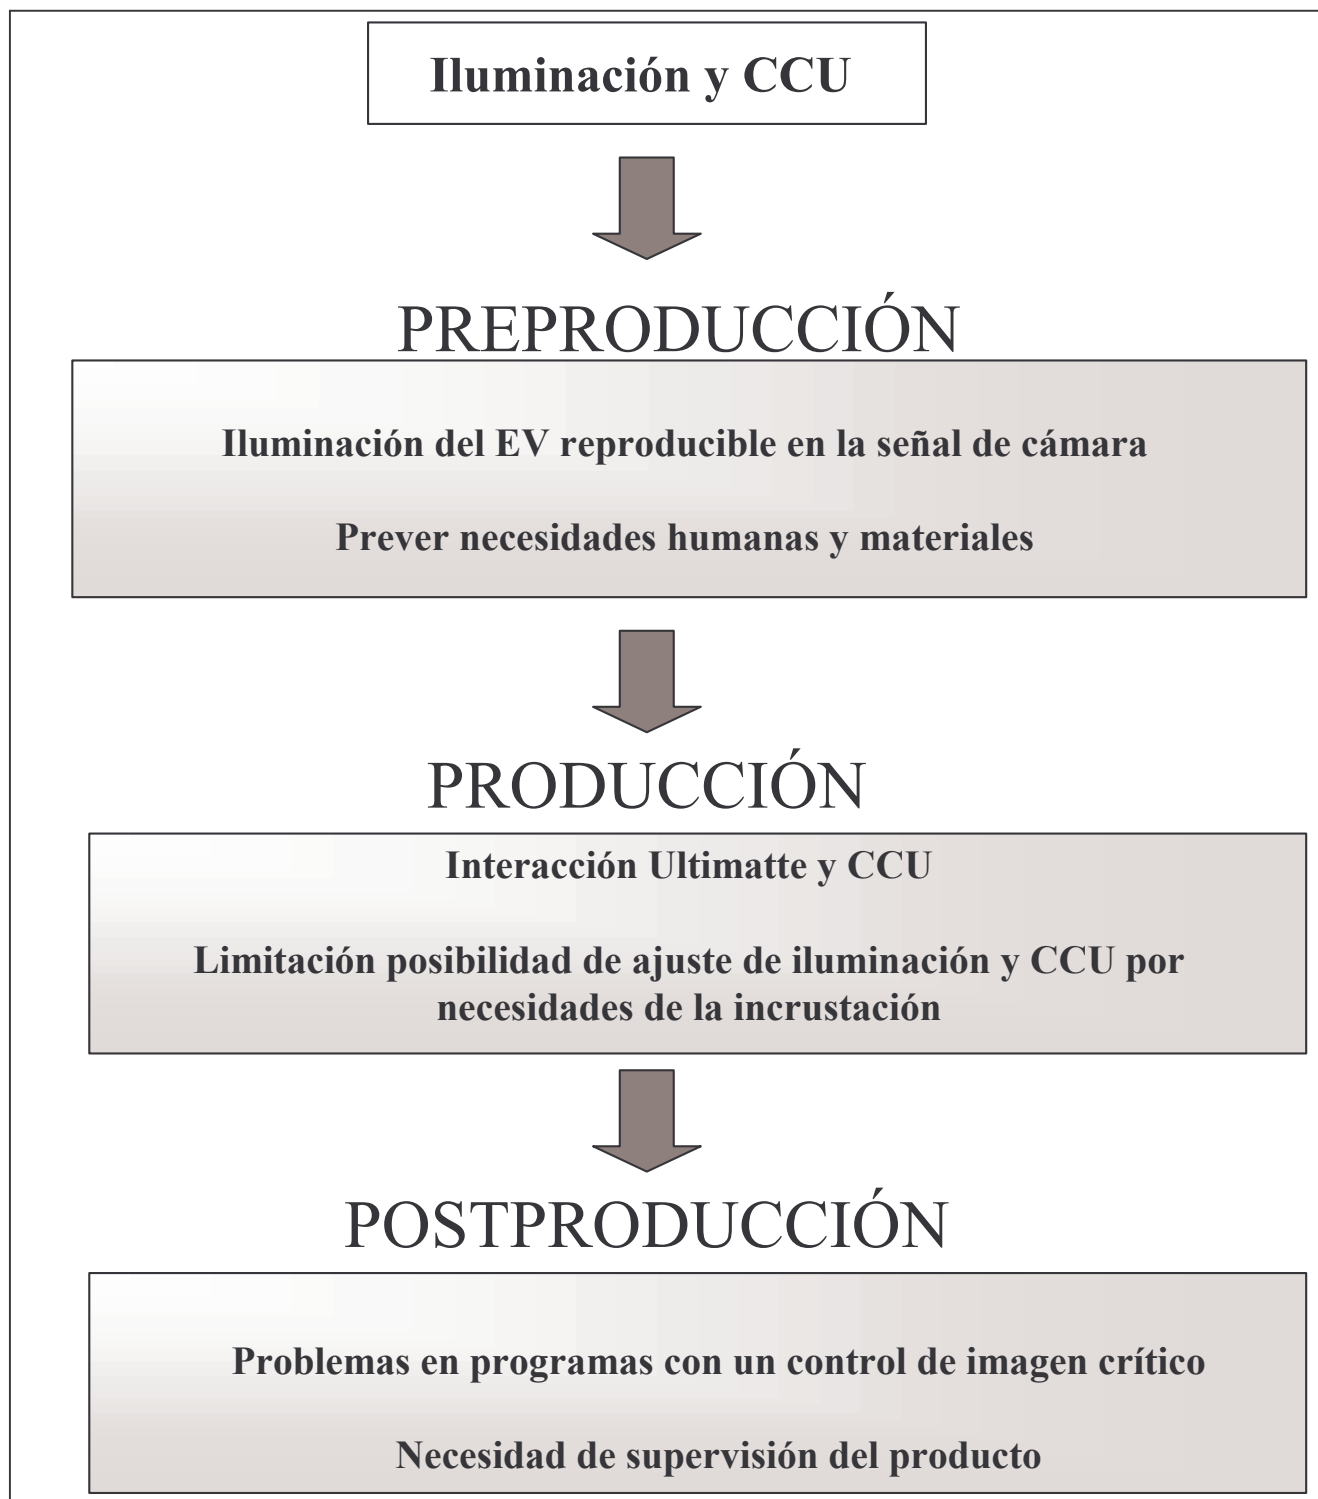 Iluminación y CCU
PREPRODUCCIÓN
Iluminación del EV reproducible en la señal de cámara
Prever necesidades humanas y materiales
PRODUCCIÓN
Interacción Ultimatte y CCU
Limitación posibilidad de ajuste de iluminación y CCU por
necesidades de la incrustación
POSTPRODUCCIÓN
Problemas en programas con un control de imagen crítico
Necesidad de supervisión del producto